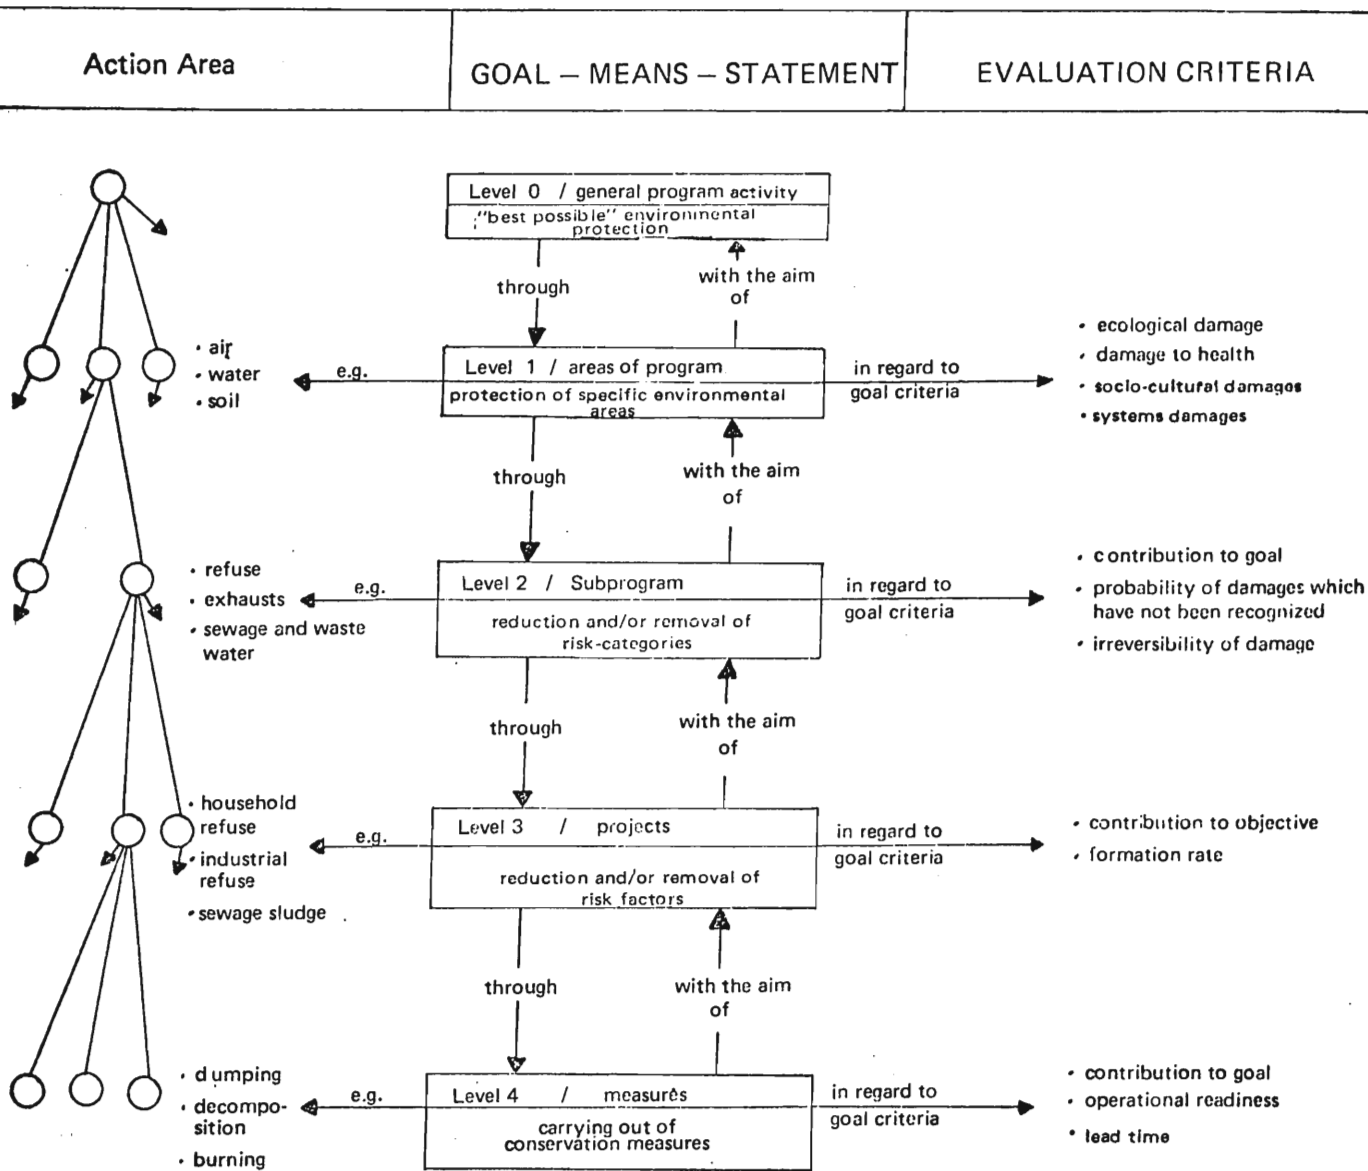 Action Area
GOAL – MEANS – STATEMENT
EVALUATION CRITERIA
Level 0 / general program activity
"best possible" environmental
protection
through
with the aim
of
• air
• water
• soil
e.g.
Level 1 / areas of program
protection of specific environmental
areas
in regard to
goal criteria
• ecological damage
• damage to health
• socio-cultural damages
• systems damages
through
with the aim
of
• refuse
• exhausts
• sewage and waste
water
e.g.
Level 2 / Subprogram
reduction and/or removal of
risk-categories
in regard to
goal criteria
• contribution to goal
• probability of damages which
have not been recognized
• irreversibility of damage
through
with the aim
of
• household
refuse
• industrial
refuse
• sewage sludge
e.g.
Level 3 / projects
reduction and/or removal of
risk factors
in regard to
goal criteria
• contribution to objective
• formation rate
through
with the aim
of
• dumping
• decompo-
sition
• burning
e.g.
Level 4 / measures
carrying out of
conservation measures
in regard to
goal criteria
• contribution to goal
• operational readiness
• lead time